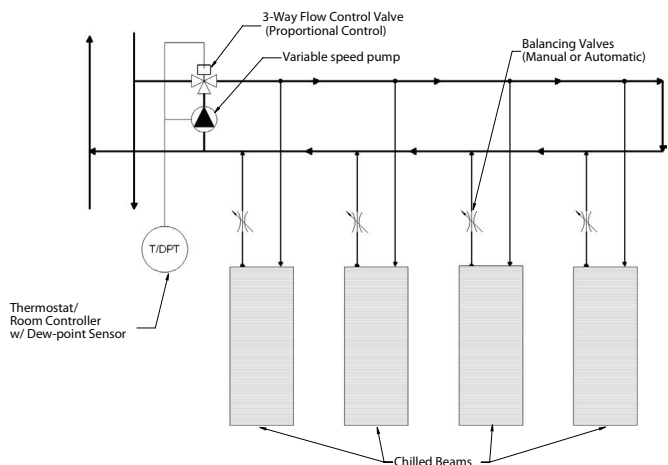 3-Way Flow Control Valve
(Proportional Control)
Variable speed pump
Balancing Valves
(Manual or Automatic)
T/DPT
Thermostat/
Room Controller
w/ Dew-point Sensor
Chilled Beams